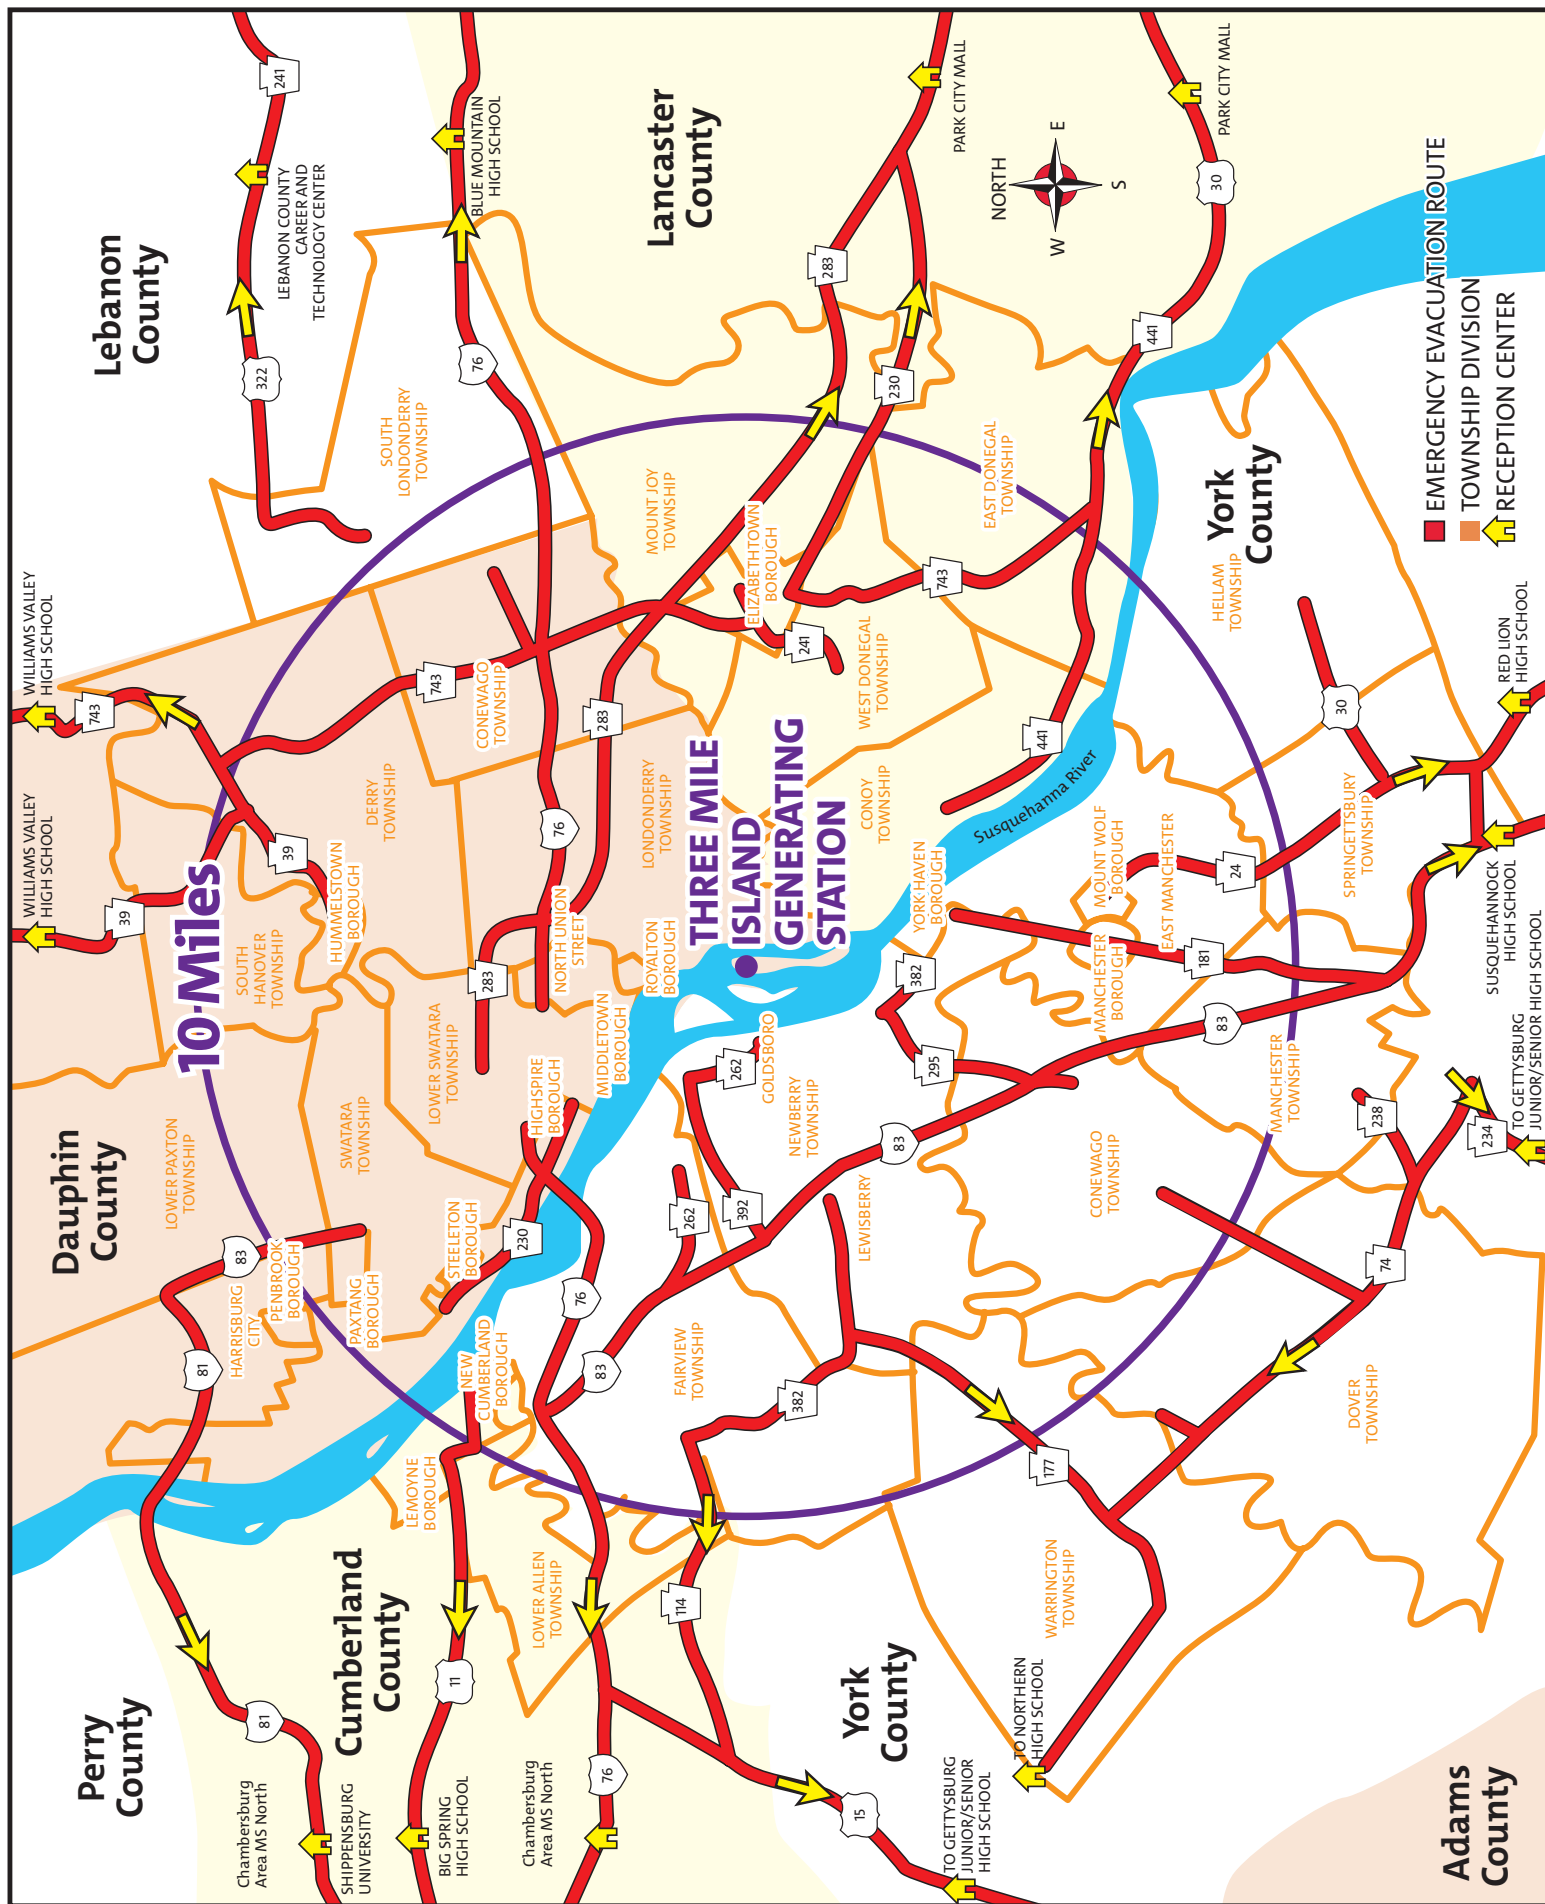 Perry
County
Dauphin
County
Lebanon
County
Cumberland
County
Lancaster
County
York
County
York
County
Adams
County
10 Miles
THREE MILE
ISLAND
GENERATING
STATION
Susquehanna River
WILLIAMS VALLEY
HIGH SCHOOL
WILLIAMS VALLEY
HIGH SCHOOL
LEBANON COUNTY
CAREER AND
TECHNOLOGY CENTER
BLUE MOUNTAIN
HIGH SCHOOL
PARK CITY MALL
PARK CITY MALL
RED LION
HIGH SCHOOL
SUSQUEHANNOCK
HIGH SCHOOL
TO GETTYSBURG
JUNIOR/SENIOR HIGH SCHOOL
TO NORTHERN
HIGH SCHOOL
TO GETTYSBURG
JUNIOR/SENIOR
HIGH SCHOOL
Chambersburg
Area MS North
SHIPPENSBURG
UNIVERSITY
BIG SPRING
HIGH SCHOOL
Chambersburg
Area MS North
LOWER PAXTON
TOWNSHIP
SOUTH
HANOVER
TOWNSHIP
HUMMELSTOWN
BOROUGH
DERRY
TOWNSHIP
SOUTH
LONDONDERRY
TOWNSHIP
CONEWAGO
TOWNSHIP
SWATARA
TOWNSHIP
LOWER SWATARA
TOWNSHIP
HARRISBURG
CITY
PENBROOK
BOROUGH
PAXTANG
BOROUGH
STEELETON
BOROUGH
HIGHSPIRE
BOROUGH
MIDDLETOWN
BOROUGH
NORTH UNION
STREET
ROYALTON
BOROUGH
LONDONDERRY
TOWNSHIP
MOUNT JOY
TOWNSHIP
ELIZABETHTOWN
BOROUGH
WEST DONEGAL
TOWNSHIP
EAST DONEGAL
TOWNSHIP
CONOY
TOWNSHIP
LEMOYNE
BOROUGH
NEW
CUMBERLAND
BOROUGH
LOWER ALLEN
TOWNSHIP
FAIRVIEW
TOWNSHIP
GOLDSBORO
NEWBERRY
TOWNSHIP
LEWISBERRY
YORK HAVEN
BOROUGH
MOUNT WOLF
BOROUGH
EAST MANCHESTER
MANCHESTER
BOROUGH
HELLAM
TOWNSHIP
SPRINGETTSBURY
TOWNSHIP
MANCHESTER
TOWNSHIP
CONEWAGO
TOWNSHIP
DOVER
TOWNSHIP
WARRINGTON
TOWNSHIP
81
81
83
39
39
743
743
322
241
76
76
283
283
283
230
230
743
241
441
441
30
30
24
181
83
83
83
382
382
295
262
262
392
76
76
11
114
15
177
74
238
234
NORTH
W
E
S
EMERGENCY EVACUATION ROUTE
TOWNSHIP DIVISION
RECEPTION CENTER